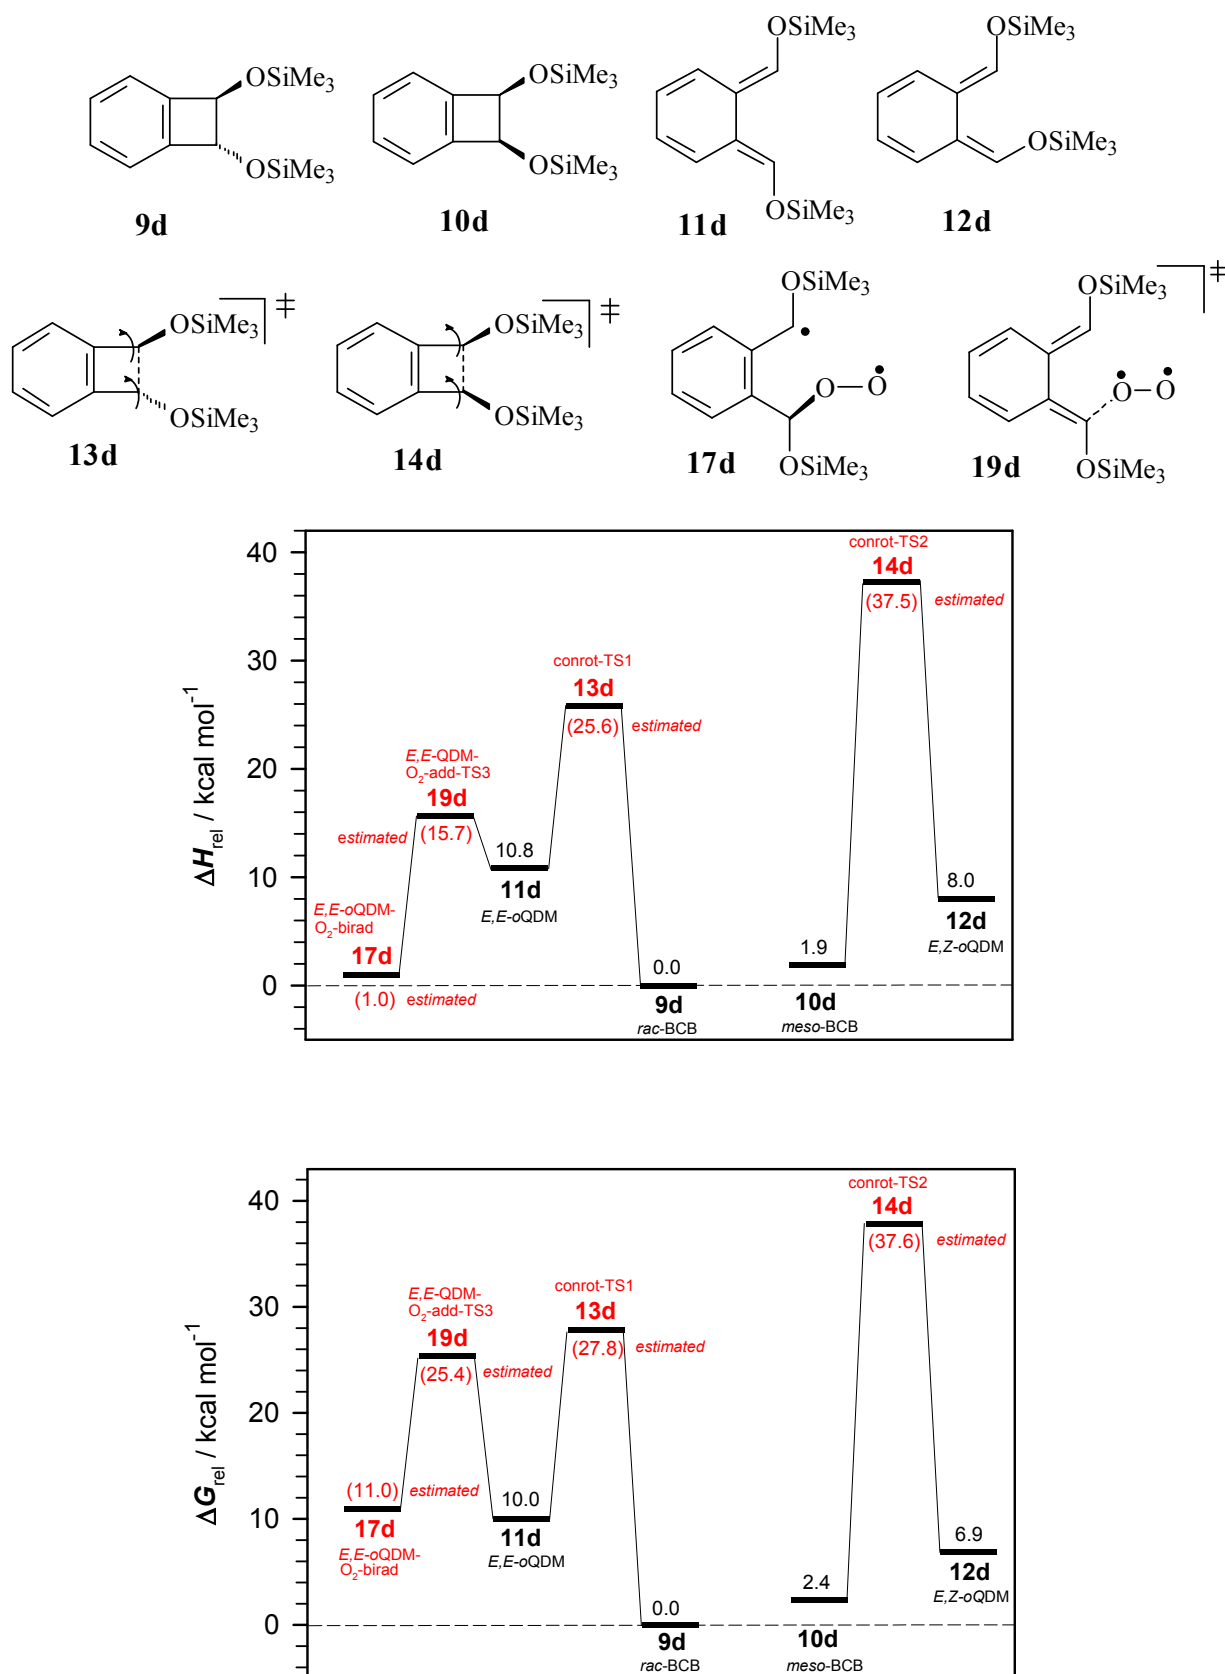 OSiMe3
OSiMe3
9d
OSiMe3
OSiMe3
10d
OSiMe3
OSiMe3
11d
OSiMe3
OSiMe3
12d
OSiMe3
OSiMe3
‡
13d
OSiMe3
OSiMe3
‡
14d
OSiMe3
•
O
O•
OSiMe3
17d
OSiMe3
•O
O•
OSiMe3
‡
19d
ΔHrel / kcal mol-1
40
30
20
10
0
E,E-oQDM-
O2-birad
17d
(1.0) estimated
E,E-QDM-
O2-add-TS3
19d
estimated (15.7)
10.8
11d
E,E-oQDM
conrot-TS1
13d
(25.6) estimated
0.0
9d
rac-BCB
1.9
10d
meso-BCB
conrot-TS2
14d
(37.5) estimated
8.0
12d
E,Z-oQDM
ΔGrel / kcal mol-1
40
30
20
10
0
(11.0) estimated
17d
E,E-oQDM-
O2-birad
E,E-QDM-
O2-add-TS3
19d
(25.4) estimated
10.0
11d
E,E-oQDM
conrot-TS1
13d
(27.8) estimated
0.0
9d
rac-BCB
2.4
10d
meso-BCB
conrot-TS2
14d
(37.6) estimated
6.9
12d
E,Z-oQDM